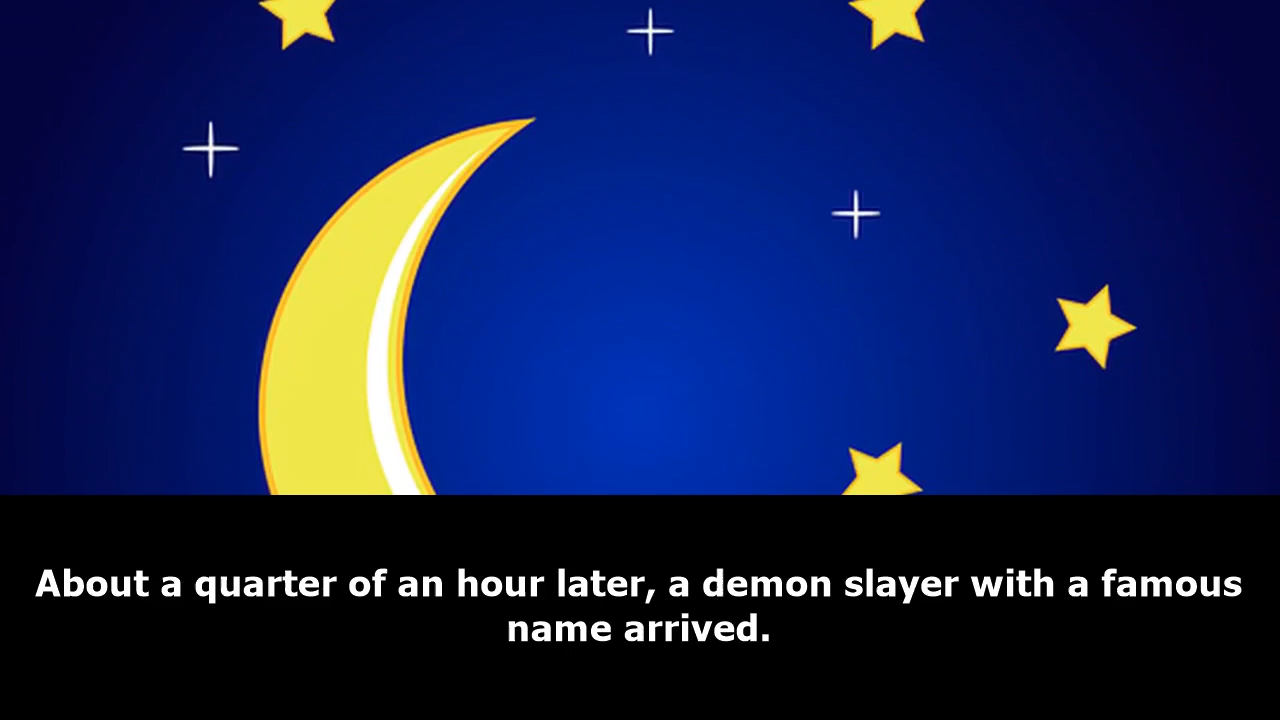 About a quarter of an hour later, a demon slayer with a famous
name arrived.